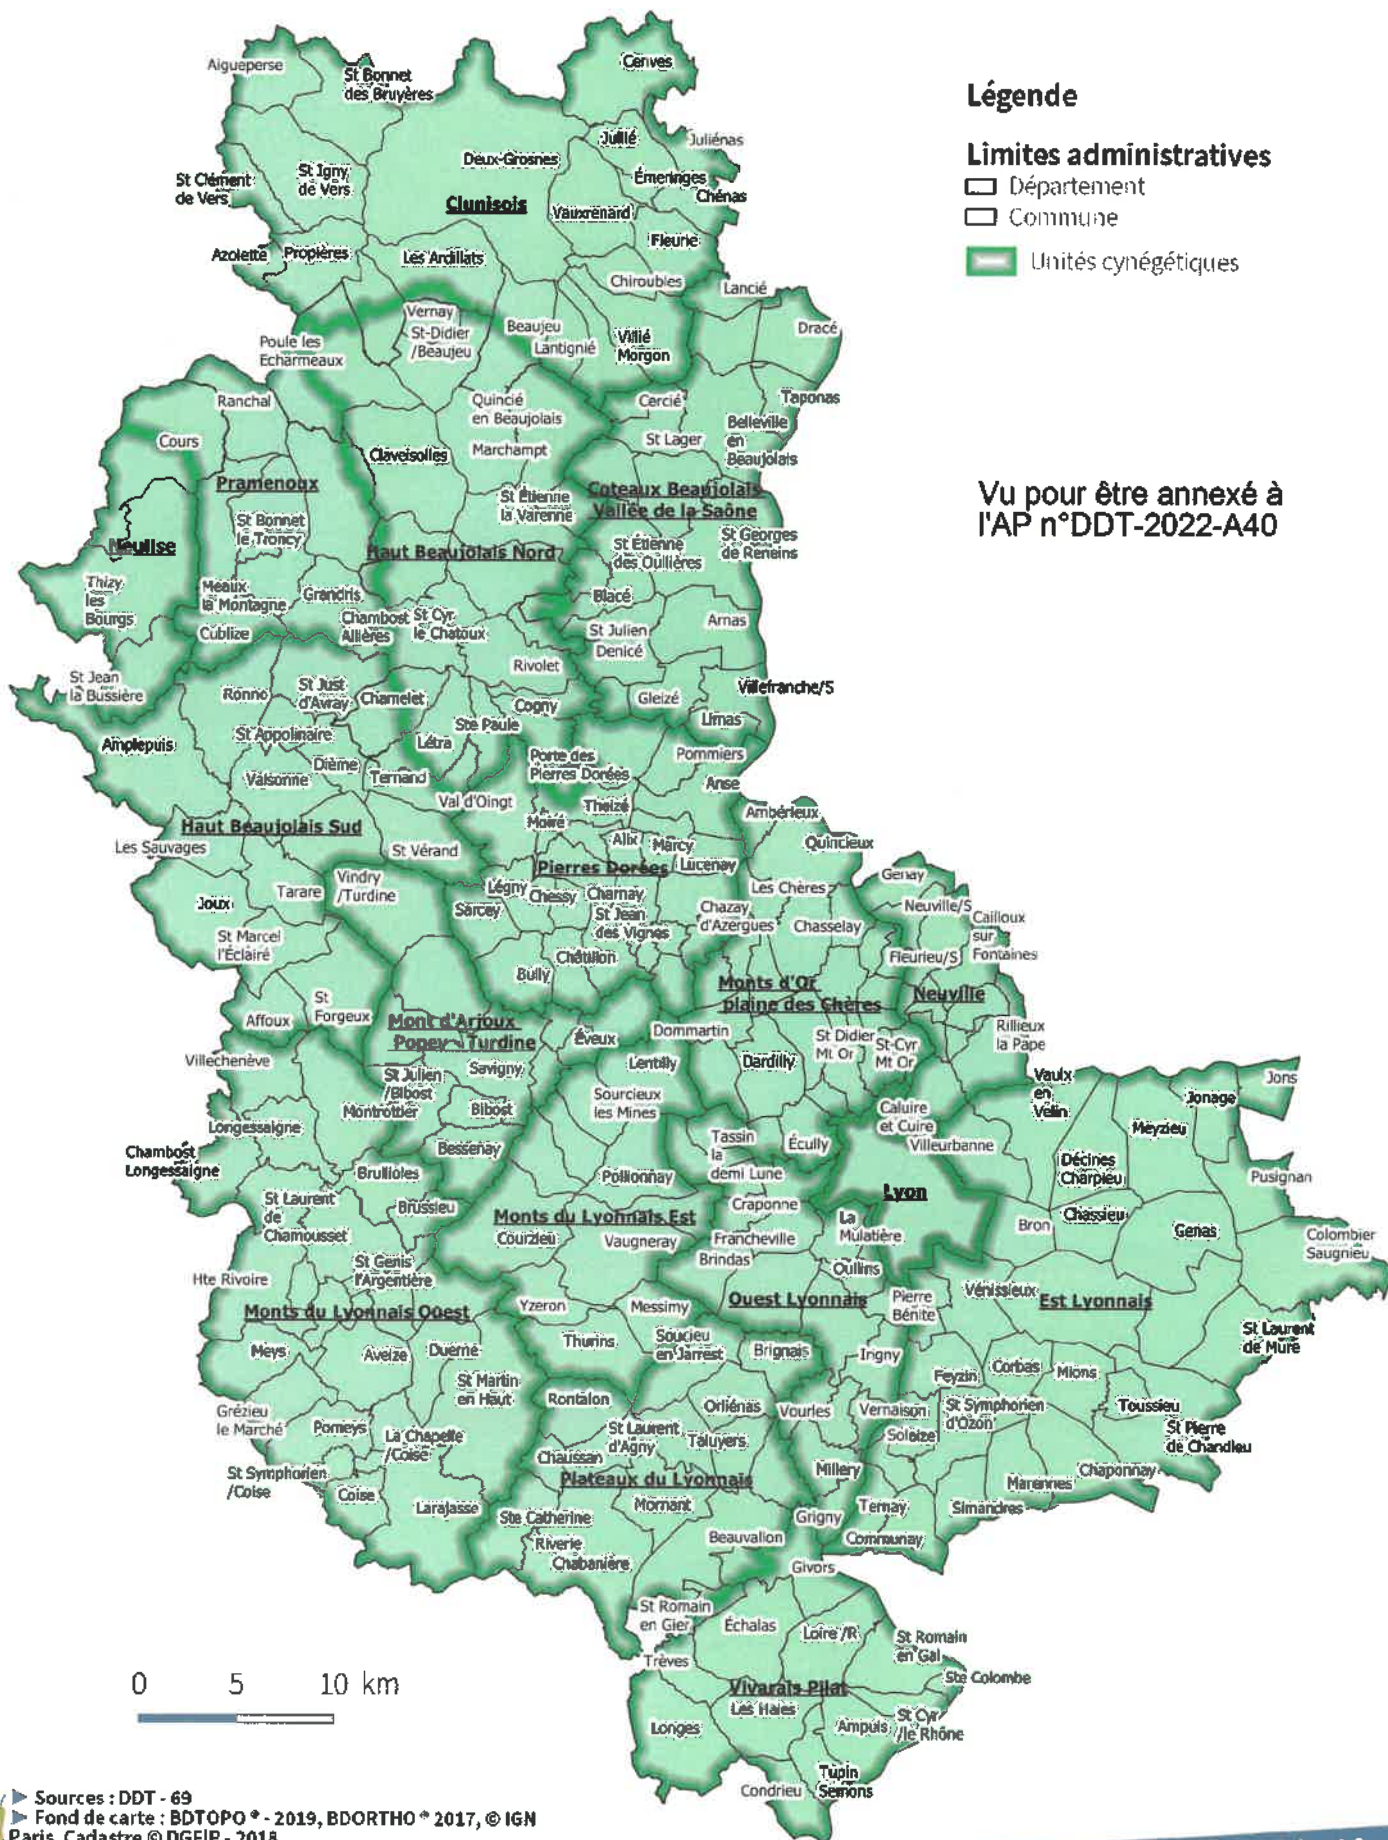 Aigueperse
St Bonnet
des Bruyères
Cenves
Légende
Limites administratives
Département
Commune
Unités cynégétiques
Jullié
Juliénas
Deux-Grosnes
St Igny
de Vers
St Clément
de Vers
Émeringes
Chénas
Clunisois
Vauxrenard
Fleurie
Azolette
Propières
Les Ardillats
Chiroubles
Lancié
Vernay
St-Didier
/Beaujeu
Beaujeu
Lantignié
Villié
Morgon
Dracé
Poule les
Echarmeaux
Ranchal
Quincié
en Beaujolais
Cercié
Taponas
Belleville
en
Beaujolais
Cours
Claveisolles
Marchampt
St Lager
Pramenoux
St Étienne
la Varenne
Coteaux Beaujolais
Vallée de la Saône
Vu pour être annexé à
l'AP n°DDT-2022-A40
St Bonnet
le Troncy
Neulise
Haut Beaujolais Nord
St Étienne
des Oullières
St Georges
de Reneins
Thizy
les
Bourgs
Meaux
la Montagne
Grandris
Blacé
Chambost
Allières
St Cyr
le Chatoux
Arnas
Cublize
St Julien
Denicé
Rivolet
St Jean
la Bussière
Ronno
St Just
d'Avray
Chamelet
Cogny
Gleizé
Villefranche/S
Limas
Amplepuis
St Appolinaire
Ste Paule
Létra
Pommiers
Dième
Valsonne
Ternand
Porte des
Pierres Dorées
Anse
Val d'Oingt
Theizé
Ambérieux
Moiré
Haut Beaujolais Sud
Les Sauvages
St Vérand
Alix
Marcy
Lucenay
Quincieux
Pierres Dorées
Vindry
/Turdine
Tarare
Légny
Chessy
Charnay
Les Chères
Genay
Joux
Sarcey
St Jean
des Vignes
Chazay
d'Azergues
Chasselay
Neuville/S
Cailloux
sur
Fontaines
St Marcel
l'Éclairé
Châtillon
Bully
Fleurieu/S
Monts d'Or
plaine des Chères
Neuville
St
Forgeux
Affoux
Mont d'Arjoux
Popey - Turdine
Éveux
Dommartin
St Didier
Mt Or
St-Cyr
Mt Or
Rillieux
la Pape
Villechenève
Savigny
Lentilly
Dardilly
St Julien
/Bibost
Montrottier
Bibost
Sourcieux
les Mines
Vaulx
en
Velin
Jons
Jonage
Longessaigne
Caluire
et Cuire
Meyzieu
Chambost
Longessaigne
Bessenay
Tassin
la
demi Lune
Écully
Villeurbanne
Décines
Charpieu
Brullioles
Pollionnay
Pusignan
St Laurent
de
Chamousset
Brussieu
Craponne
Lyon
Monts du Lyonnais Est
Courzieu
Vaugneray
La
Mulatière
Bron
Chassieu
Genas
Francheville
Brindas
Colombier
Saugnieu
St Genis
l'Argentière
Oullins
Hte Rivoire
Vénissieux
Monts du Lyonnais Ouest
Yzeron
Messimy
Ouest Lyonnais
Pierre
Bénite
Est Lyonnais
Thurins
Soucieu
en Jarrest
St Laurent
de Mure
Meys
Aveize
Duerne
Brignais
Irigny
Feyzin
Corbas
Mions
St Martin
en Haut
Rontalon
Orliénas
Vourles
Vernaison
St Symphorien
d'Ozon
Toussieu
Grézieu
le Marché
Pomeys
La Chapelle
/Coise
St Laurent
d'Agny
Taluyers
Solaize
St Pierre
de Chandieu
Chaussan
St Symphorien
/Coise
Plateaux du Lyonnais
Millery
Chaponnay
Marennes
Coise
Larajasse
Mornant
Ste Catherine
Grigny
Ternay
Simandres
Riverie
Beauvallon
Communay
Chabanière
Givors
St Romain
en Gier
Échalas
Loire /R
St Romain
en Gal
Trèves
Ste Colombe
0 5 10 km
Vivarais Pilat
Les Haies
Longes
Ampuis
St Cyr
/le Rhône
Tupin
Semons
Condrieu
Sources : DDT - 69
Fond de carte : BDTOPO ® - 2019, BDORTHO ® 2017, © IGN
Paris, Cadastre © DGFIP - 2018